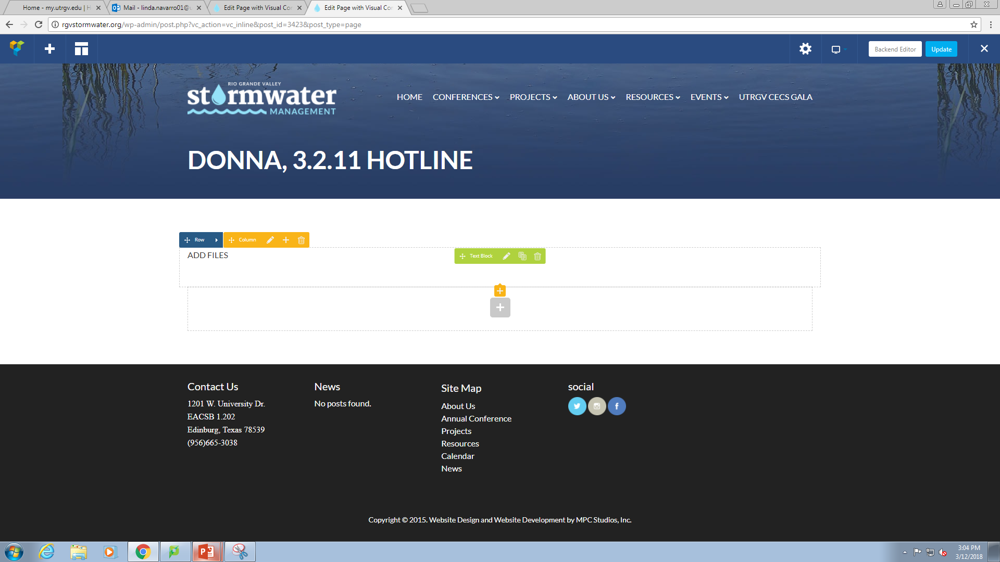 Home - my.utrgv.edu | H
Mail - linda.navarro01@u
Edit Page with Visual Co
Edit Page with Visual Co
rgvstormwater.org/wp-admin/post.php?vc_action=vc_inline&post_id=3423&post_type=page
Backend Editor
Update
RIO GRANDE VALLEY
stormwater
MANAGEMENT
HOME CONFERENCES PROJECTS ABOUT US RESOURCES EVENTS UTRGV CECS GALA
DONNA, 3.2.11 HOTLINE
Row
Column
ADD FILES
Text Block
Contact Us
1201 W. University Dr.
EACSB 1.202
Edinburg, Texas 78539
(956)665-3038
News
No posts found.
Site Map
About Us
Annual Conference
Projects
Resources
Calendar
News
social
Copyright © 2015. Website Design and Website Development by MPC Studios, Inc.
3:04 PM
3/12/2018